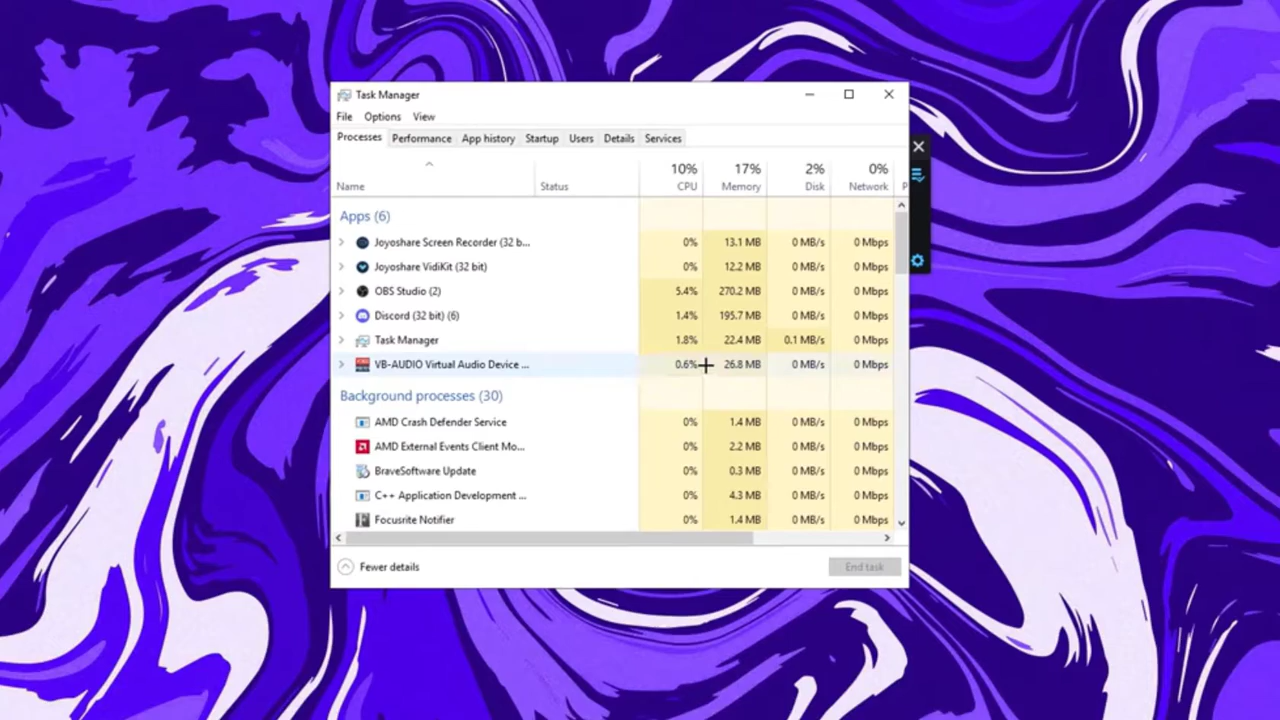 Task Manager
File Options View
Processes Performance App history Startup Users Details Services
10% 17% 2% 0%
Name Status CPU Memory Disk Network P
Apps (6)
Joyoshare Screen Recorder (32 b... 0% 13.1 MB 0 MB/s 0 Mbps
Joyoshare VidiKit (32 bit) 0% 12.2 MB 0 MB/s 0 Mbps
OBS Studio (2) 5.4% 270.2 MB 0 MB/s 0 Mbps
Discord (32 bit) (6) 1.4% 195.7 MB 0 MB/s 0 Mbps
Task Manager 1.8% 22.4 MB 0.1 MB/s 0 Mbps
VB-AUDIO Virtual Audio Device ... 0.6% 26.8 MB 0 MB/s 0 Mbps
Background processes (30)
AMD Crash Defender Service 0% 1.4 MB 0 MB/s 0 Mbps
AMD External Events Client Mo... 0% 2.2 MB 0 MB/s 0 Mbps
BraveSoftware Update 0% 0.3 MB 0 MB/s 0 Mbps
C++ Application Development ... 0% 4.3 MB 0 MB/s 0 Mbps
Focusrite Notifier 0% 1.4 MB 0 MB/s 0 Mbps
Fewer details End task